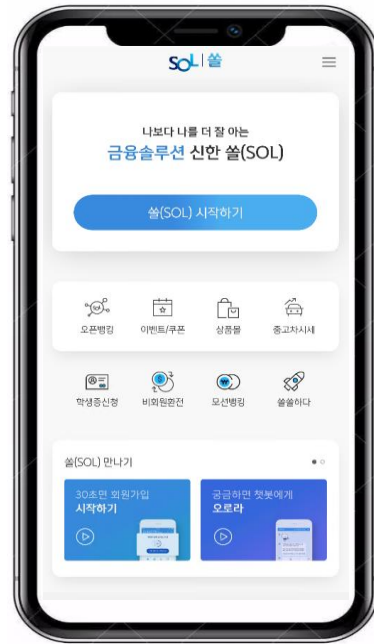 SOL | 쏠
나보다 나를 더 잘 아는
금융솔루션 신한 쏠(SOL)
쏠(SOL) 시작하기
오픈뱅킹 이벤트/쿠폰 상품몰 중고차시세
학생증신청 비회원환전 모션뱅킹 쏠쏠하다
쏠(SOL) 만나기
30초면 회원가입
시작하기
궁금하면 챗봇에게
오로라